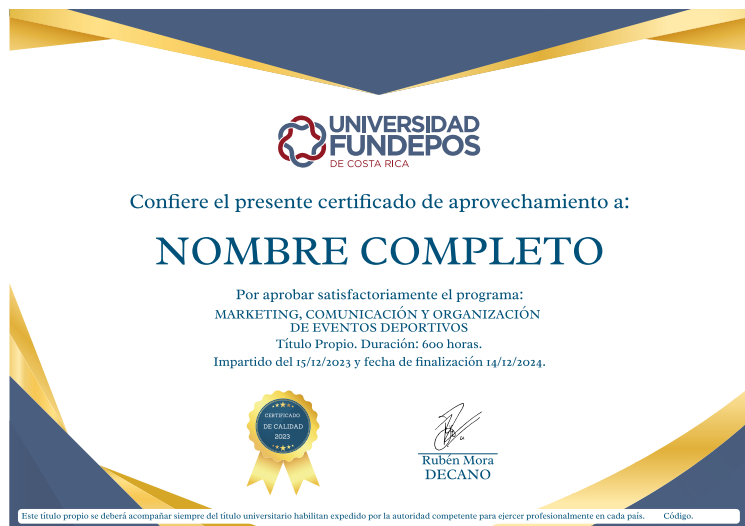 UNIVERSIDAD
FUNDEPOS
DE COSTA RICA
Confiere el presente certificado de aprovechamiento a:
NOMBRE COMPLETO
Por aprobar satisfactoriamente el programa:
MARKETING, COMUNICACIÓN Y ORGANIZACIÓN
DE EVENTOS DEPORTIVOS
Título Propio. Duración: 600 horas.
Impartido del 15/12/2023 y fecha de finalización 14/12/2024.
CERTIFICADO
DE CALIDAD
2023
Rubén Mora
DECANO
Este título propio se deberá acompañar siempre del título universitario habilitan expedido por la autoridad competente para ejercer profesionalmente en cada país. Código.